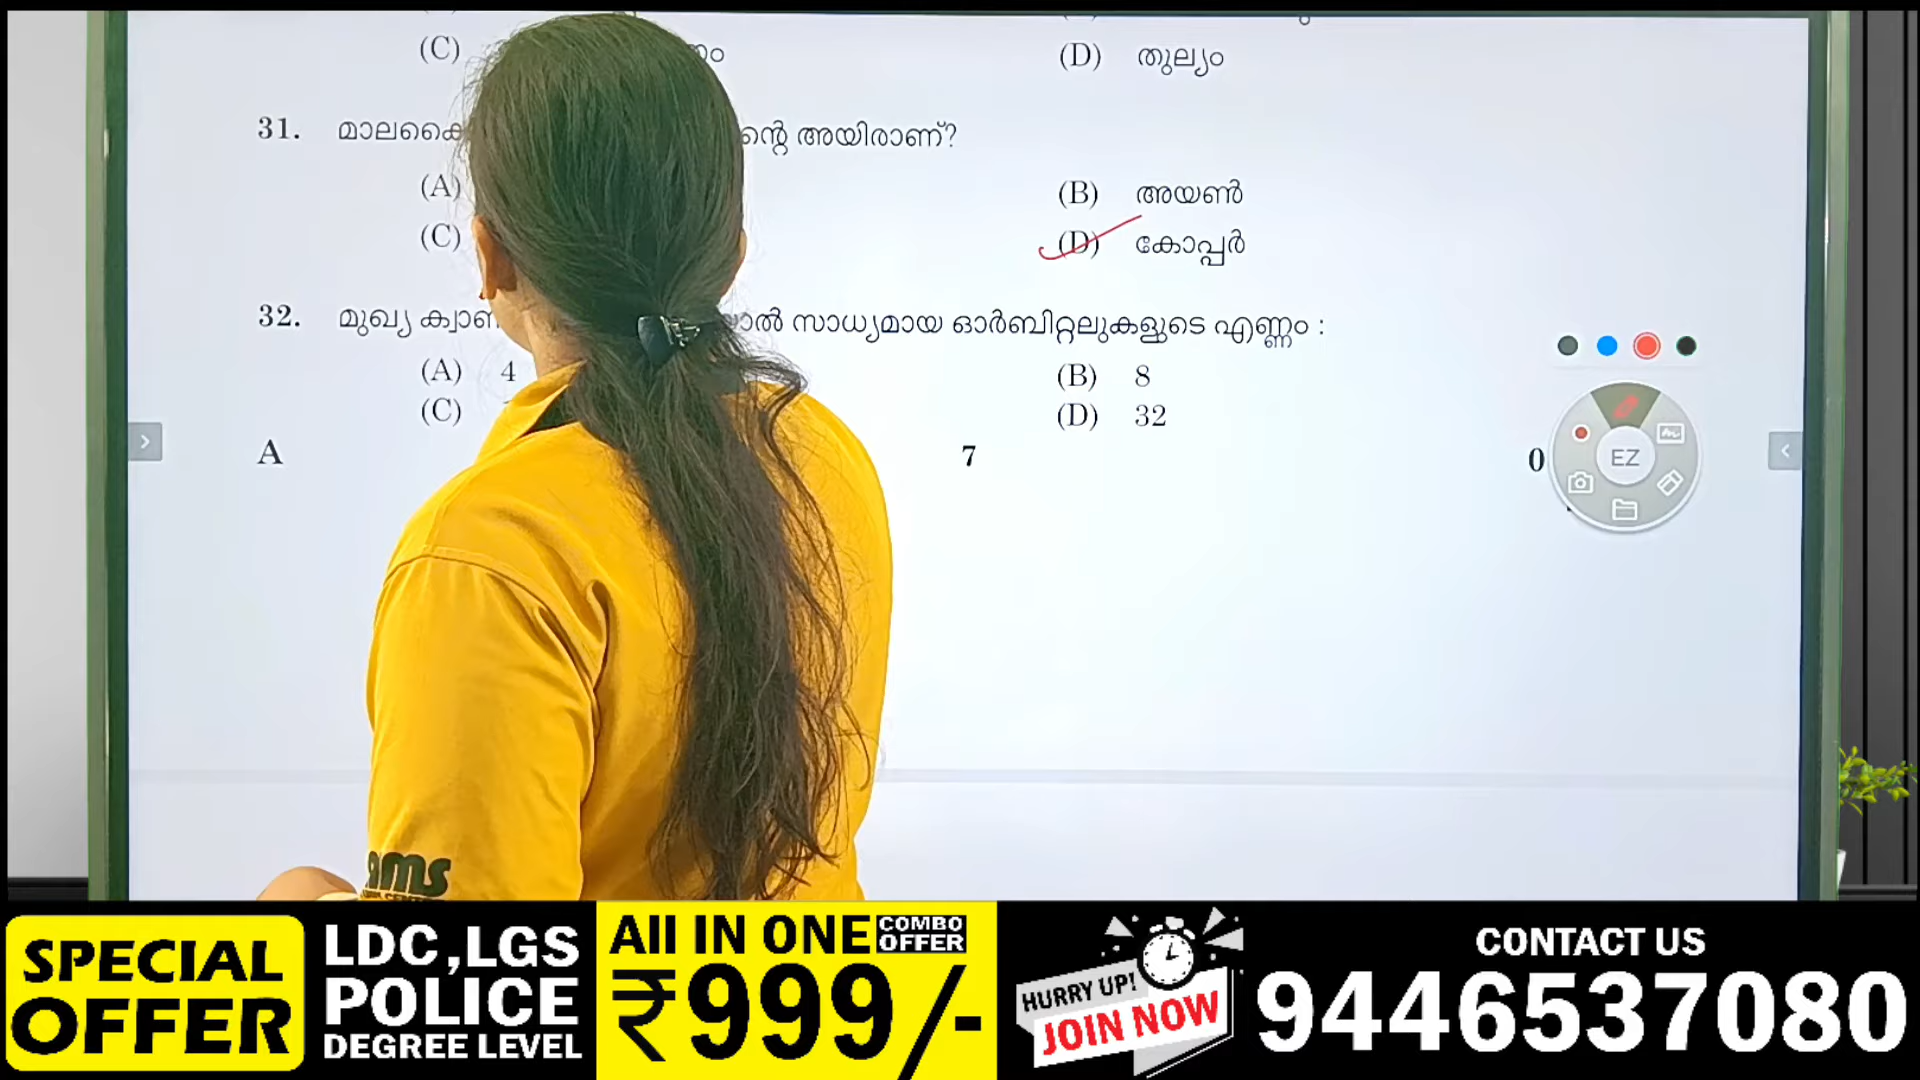 (C)
(D) തുല്യം
31. മാലകൈ ന്റെ അയിരാണ്?
(A) (B) അയൺ
(C) (D) കോപ്പർ
32. മുഖ്യ ക്വാണ്ടം സാധ്യമായ ഓർബിറ്റലുകളുടെ എണ്ണം :
(A) 4 (B) 8
(C) (D) 32
A 7 0
EZ
ams
SPECIAL
OFFER
LDC,LGS
POLICE
DEGREE LEVEL
All IN ONE COMBO OFFER
₹999/-
HURRY UP!
JOIN NOW
CONTACT US
9446537080